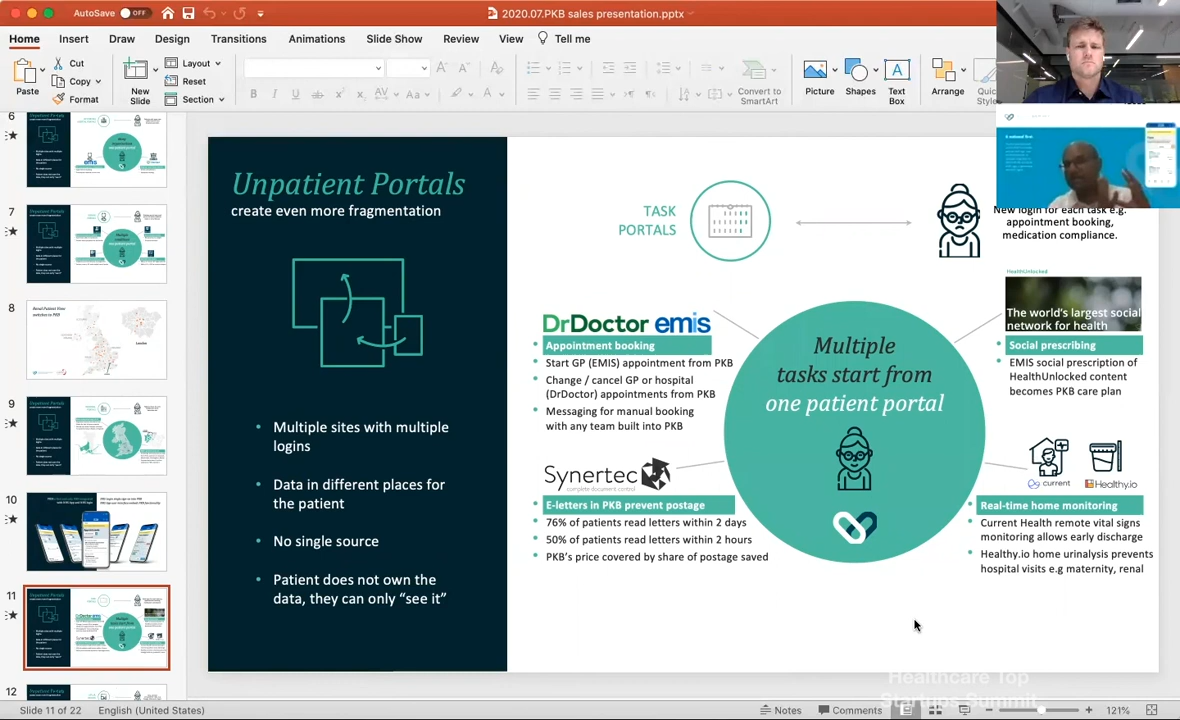 AutoSave OFF
2020.07.PKB sales presentation.pptx
Home Insert Draw Design Transitions Animations Slide Show Review View Tell me
Paste
Cut
Copy
Format
New
Slide
Layout
Reset
Section
Convert to
SmartArt
Picture
Shapes
Text
Box
Arrange
Quick
Styles
6
7
8
9
10
11
12
Unpatient Portals
create even more fragmentation
• Multiple sites with multiple
logins
• Data in different places for
the patient
• No single source
• Patient does not own the
data, they can only “see it”
TASK
PORTALS
New login for each task e.g.
appointment booking,
medication compliance.
DrDoctor emis
Appointment booking
• Start GP (EMIS) appointment from PKB
• Change / cancel GP or hospital
(DrDoctor) appointments from PKB
• Messaging for manual booking
with any team built into PKB
Synertec
complete document control
• E-letters in PKB prevent postage
• 76% of patients read letters within 2 days
• 50% of patients read letters within 2 hours
• PKB’s price covered by share of postage saved
Multiple
tasks start from
one patient portal
HealthUnlocked
The world’s largest social
network for health
• Social prescribing
• EMIS social prescription of
HealthUnlocked content
becomes PKB care plan
current
Healthy.io
• Real-time home monitoring
• Current Health remote vital signs
monitoring allows early discharge
• Healthy.io home urinalysis prevents
hospital visits e.g maternity, renal
Healthcare Top
Startups Summit
Slide 11 of 22 English (United States)
Notes Comments 121%